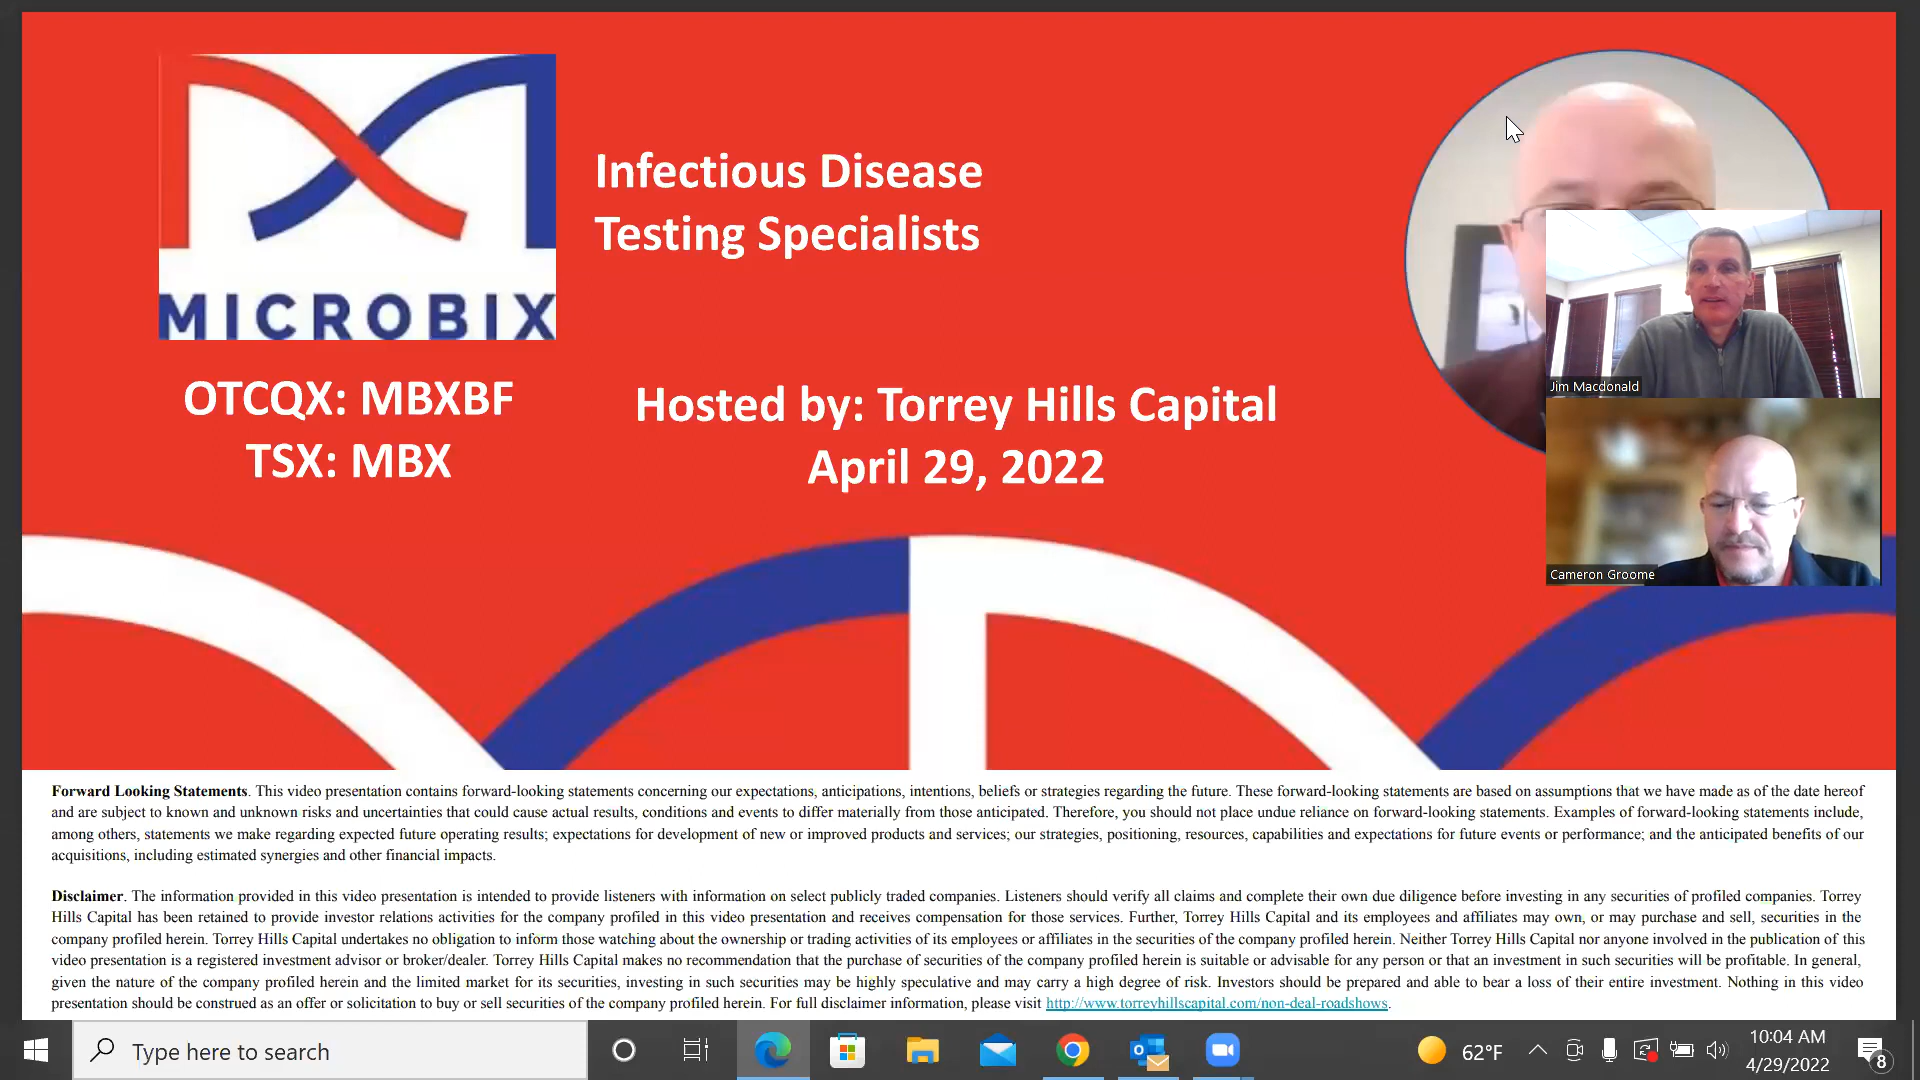 Infectious Disease
Testing Specialists
MICROBIX
OTCQX: MBXBF
TSX: MBX
Hosted by: Torrey Hills Capital
April 29, 2022
Jim Macdonald
Cameron Groome
Forward Looking Statements. This video presentation contains forward-looking statements concerning our expectations, anticipations, intentions, beliefs or strategies regarding the future. These forward-looking statements are based on assumptions that we have made as of the date hereof
and are subject to known and unknown risks and uncertainties that could cause actual results, conditions and events to differ materially from those anticipated. Therefore, you should not place undue reliance on forward-looking statements. Examples of forward-looking statements include,
among others, statements we make regarding expected future operating results; expectations for development of new or improved products and services; our strategies, positioning, resources, capabilities and expectations for future events or performance; and the anticipated benefits of our
acquisitions, including estimated synergies and other financial impacts.
Disclaimer. The information provided in this video presentation is intended to provide listeners with information on select publicly traded companies. Listeners should verify all claims and complete their own due diligence before investing in any securities of profiled companies. Torrey
Hills Capital has been retained to provide investor relations activities for the company profiled in this video presentation and receives compensation for those services. Further, Torrey Hills Capital and its employees and affiliates may own, or may purchase and sell, securities in the
company profiled herein. Torrey Hills Capital undertakes no obligation to inform those watching about the ownership or trading activities of its employees or affiliates in the securities of the company profiled herein. Neither Torrey Hills Capital nor anyone involved in the publication of this
video presentation is a registered investment advisor or broker/dealer. Torrey Hills Capital makes no recommendation that the purchase of securities of the company profiled herein is suitable or advisable for any person or that an investment in such securities will be profitable. In general,
given the nature of the company profiled herein and the limited market for its securities, investing in such securities may be highly speculative and may carry a high degree of risk. Investors should be prepared and able to bear a loss of their entire investment. Nothing in this video
presentation should be construed as an offer or solicitation to buy or sell securities of the company profiled herein. For full disclaimer information, please visit http://www.torreyhillscapital.com/non-deal-roadshows.
Type here to search
62°F
10:04 AM
4/29/2022
8